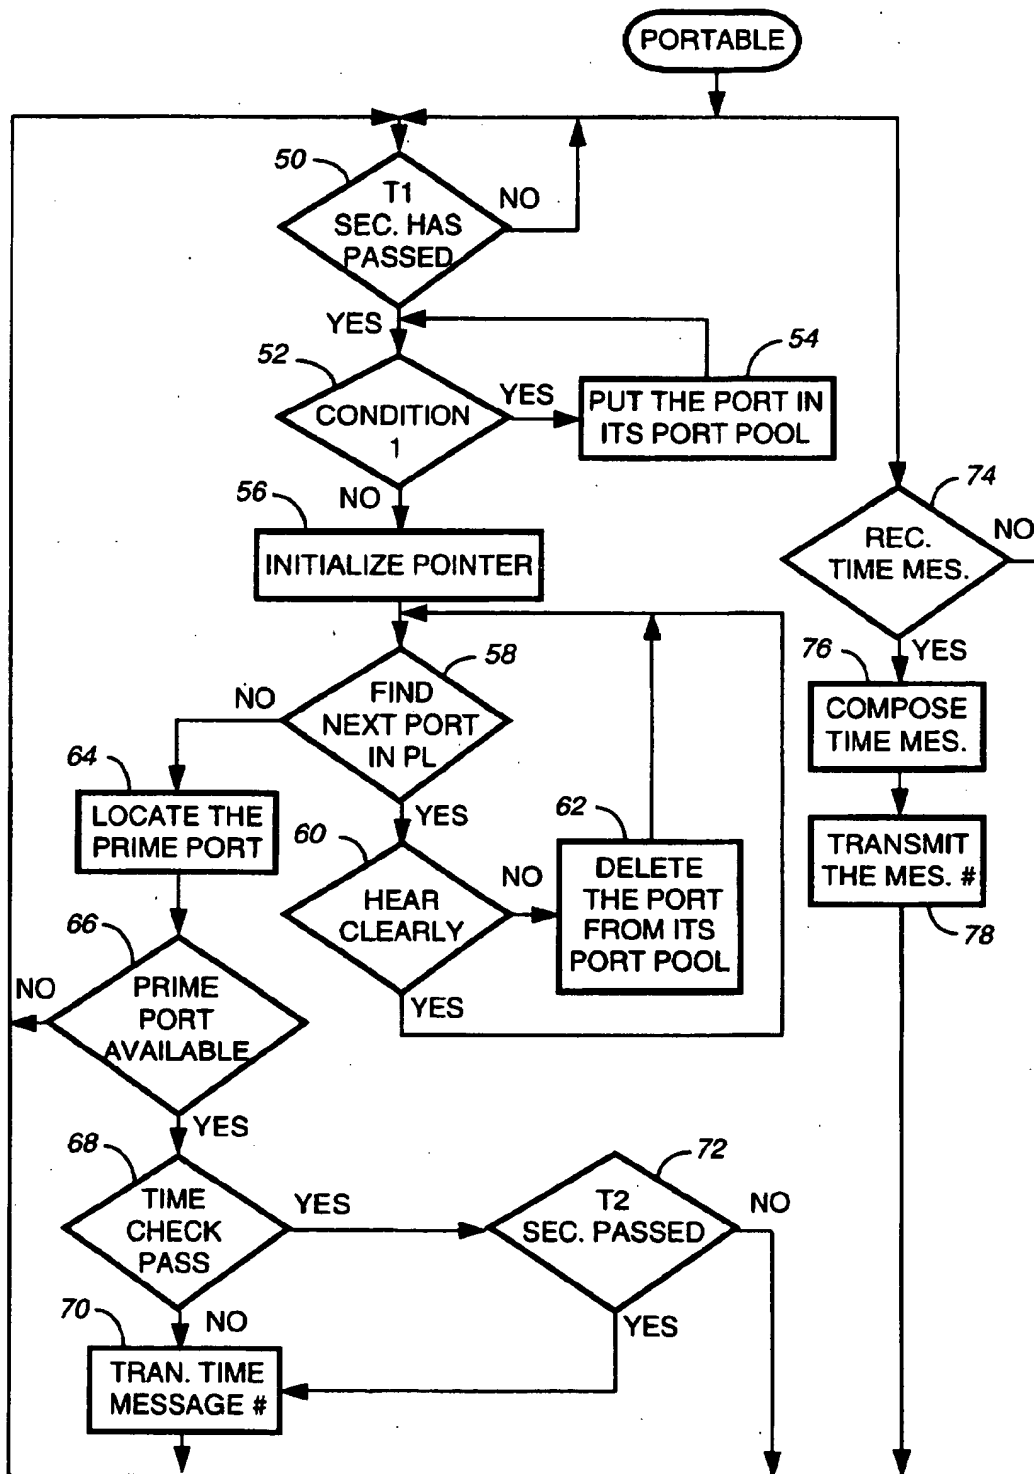 PORTABLE
50
T1
SEC. HAS
PASSED
NO
YES
52
CONDITION
1
YES
54
PUT THE PORT IN
ITS PORT POOL
NO
56
INITIALIZE POINTER
74
REC.
TIME MES.
NO
YES
58
FIND
NEXT PORT
IN PL
NO
YES
76
COMPOSE
TIME MES.
64
LOCATE THE
PRIME PORT
60
HEAR
CLEARLY
NO
YES
62
DELETE
THE PORT
FROM ITS
PORT POOL
TRANSMIT
THE MES. #
78
66
PRIME
PORT
AVAILABLE
NO
YES
68
TIME
CHECK
PASS
YES
NO
72
T2
SEC. PASSED
NO
YES
70
TRAN. TIME
MESSAGE #